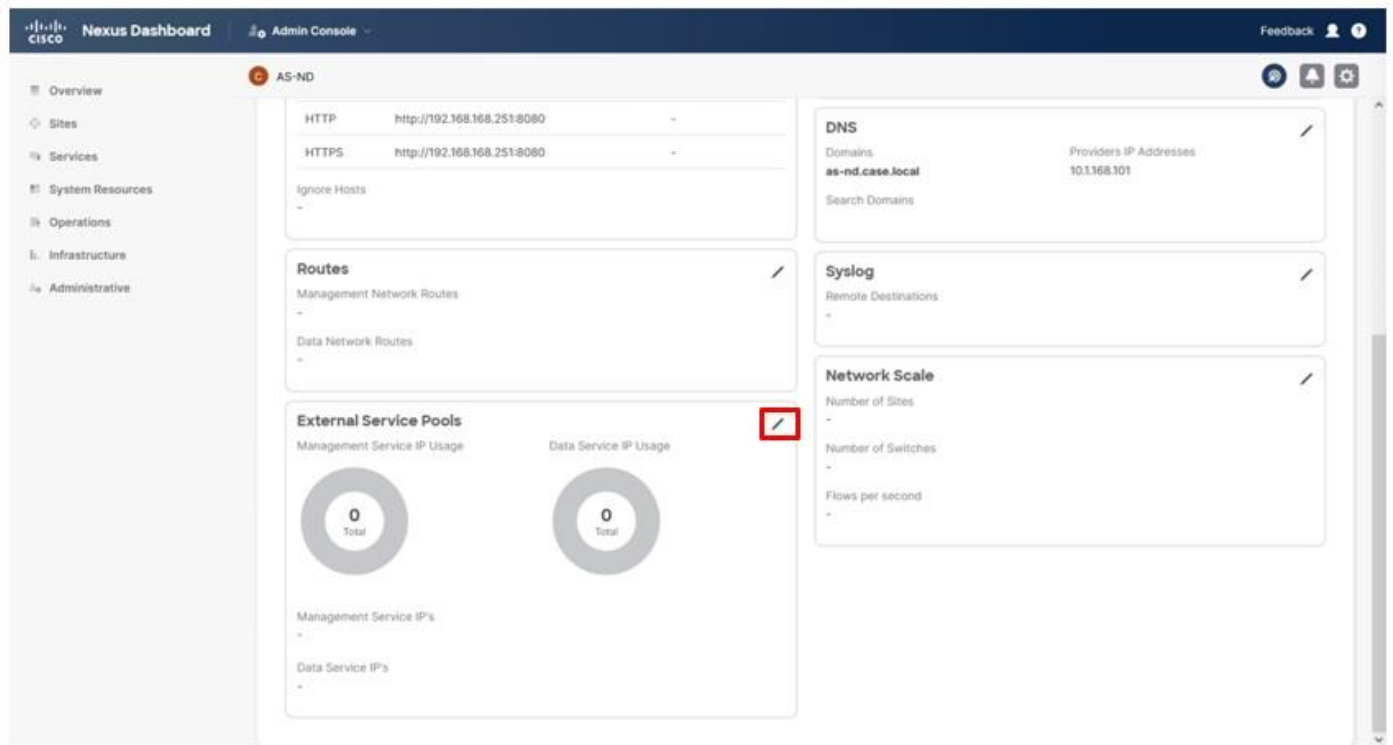 CISCO Nexus Dashboard Admin Console Feedback
Overview
Sites
Services
System Resources
Operations
Infrastructure
Administrative
C AS-ND
HTTP http://192.168.168.251:8080 -
HTTPS http://192.168.168.251:8080 -
Ignore Hosts
-
Routes
Management Network Routes
-
Data Network Routes
-
External Service Pools
Management Service IP Usage Data Service IP Usage
0 0
Total Total
Management Service IP's
-
Data Service IP's
-
DNS
Domains Providers IP Addresses
as-nd.case.local 10.1.168.101
Search Domains
Syslog
Remote Destinations
-
Network Scale
Number of Sites
-
Number of Switches
-
Flows per second
-